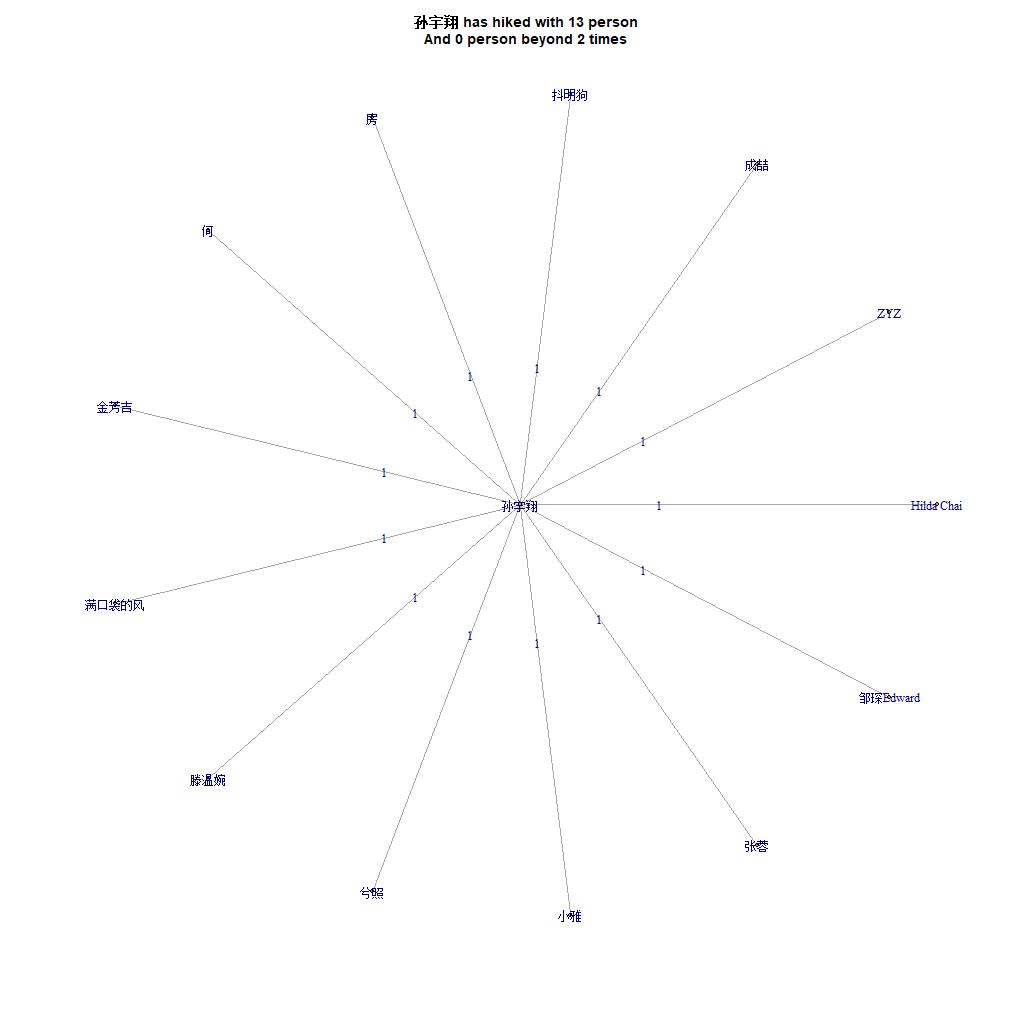 孙宇翔 has hiked with 13 person
And 0 person beyond 2 times
抖明狗
房
成喆
何
ZYZ
1
1
1
1
1
金芳吉
1
1
孙宇翔
1
Hilda Chai
1
1
满口袋的风
1
1
1
1
邹琛Edward
滕温婉
张蓉
兮照
小雅